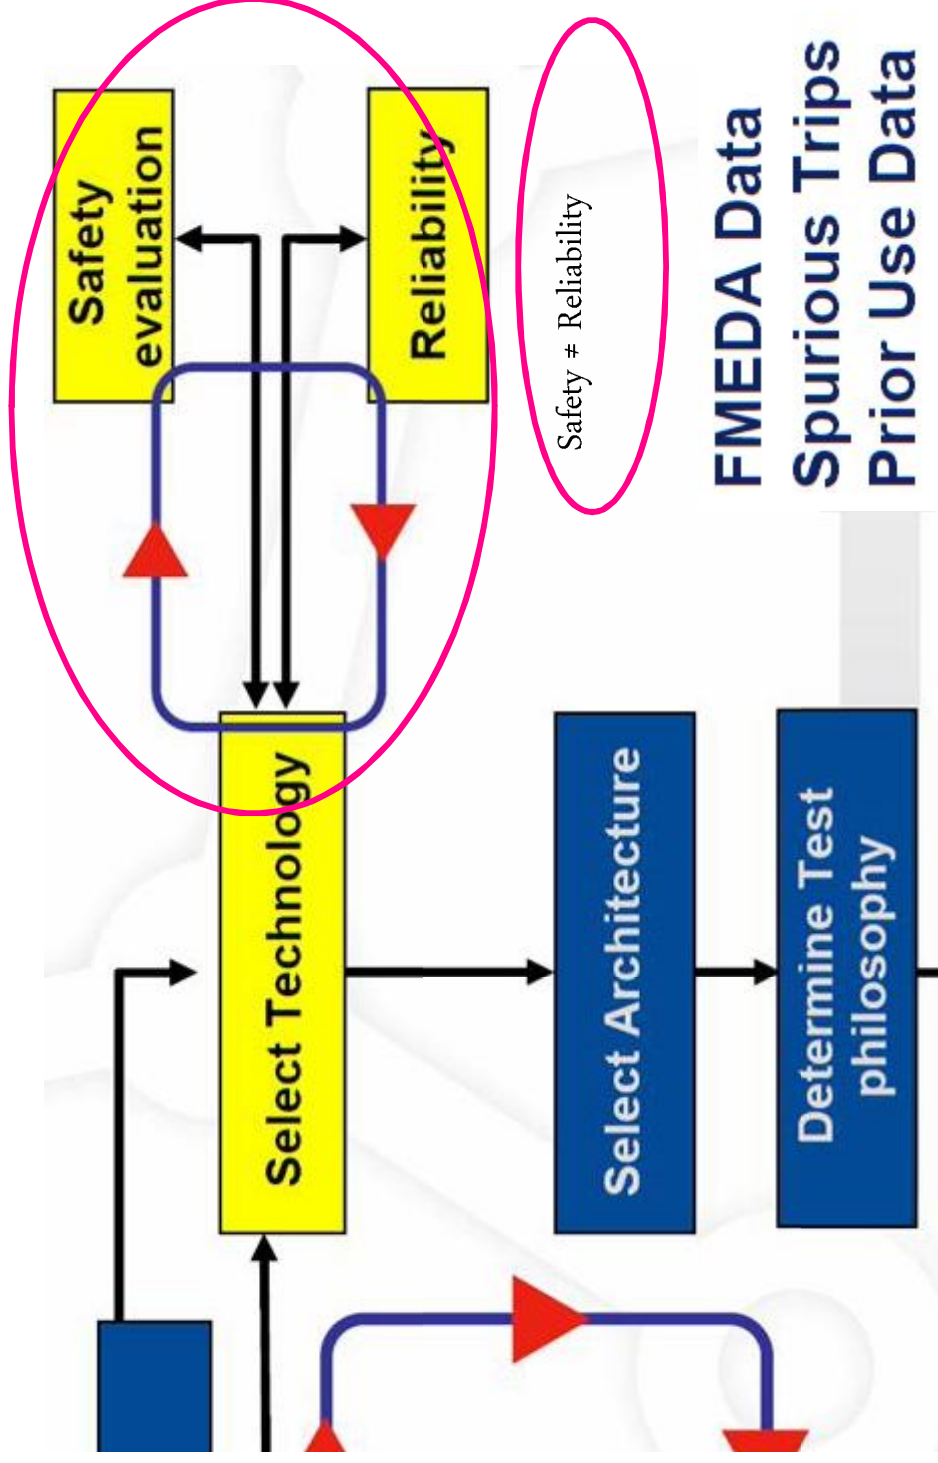 Safety
evaluation
Reliability
Safety ≠ Reliability
FMEDA Data
Spurious Trips
Prior Use Data
Select Technology
Select Architecture
Determine Test
philosophy